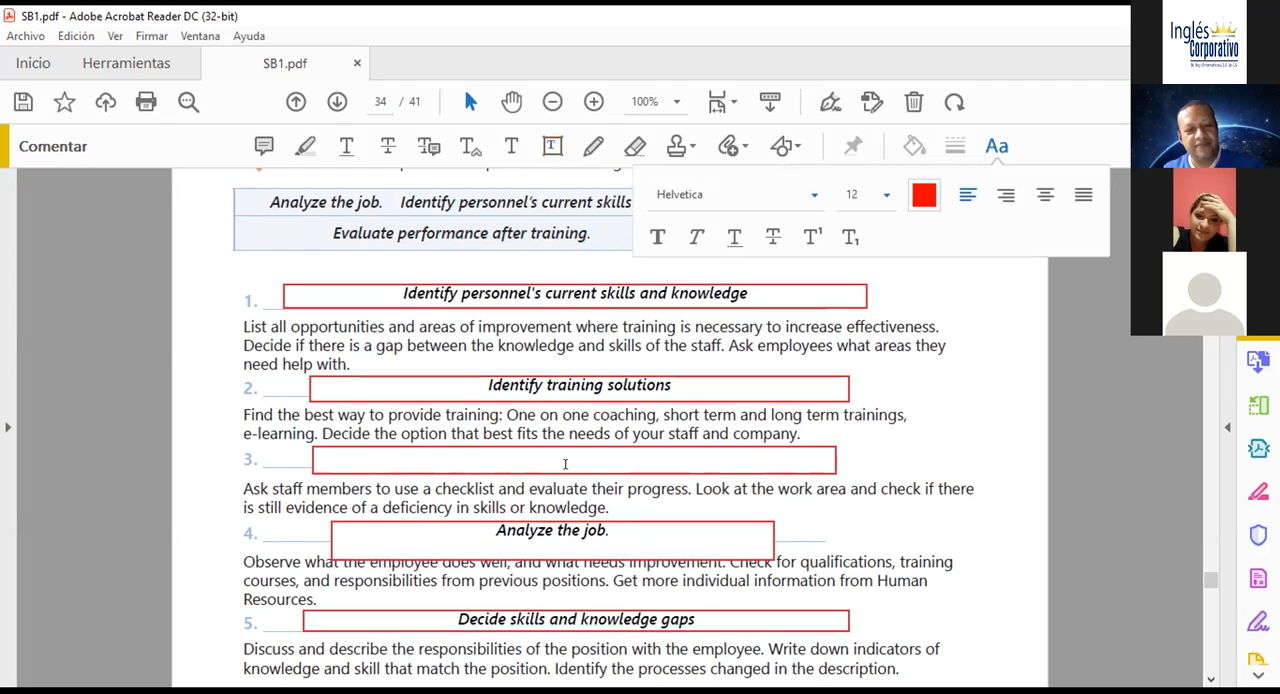 SB1.pdf - Adobe Acrobat Reader DC (32-bit)
Archivo Edición Ver Firmar Ventana Ayuda
Inicio Herramientas SB1.pdf ×
34 / 41 100%
Comentar
Helvetica 12
Analyze the job. Identify personnel's current skills
Evaluate performance after training.
1. Identify personnel's current skills and knowledge
List all opportunities and areas of improvement where training is necessary to increase effectiveness.
Decide if there is a gap between the knowledge and skills of the staff. Ask employees what areas they
need help with.
2. Identify training solutions
Find the best way to provide training: One on one coaching, short term and long term trainings,
e-learning. Decide the option that best fits the needs of your staff and company.
3.
Ask staff members to use a checklist and evaluate their progress. Look at the work area and check if there
is still evidence of a deficiency in skills or knowledge.
4. Analyze the job.
Observe what the employee does well, and what needs improvement. Check for qualifications, training
courses, and responsibilities from previous positions. Get more individual information from Human
Resources.
5. Decide skills and knowledge gaps
Discuss and describe the responsibilities of the position with the employee. Write down indicators of
knowledge and skill that match the position. Identify the processes changed in the description.
Inglés
Corporativo